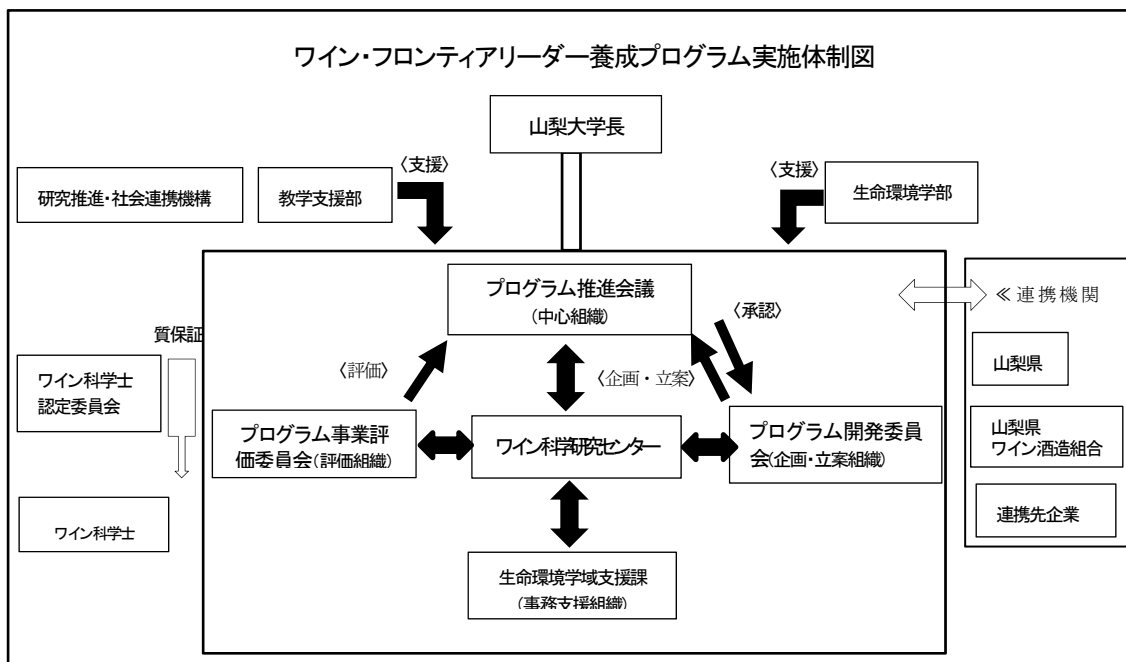 ワイン・フロンティアリーダー養成プログラム実施体制図
山梨大学長
〈支援〉
〈支援〉
研究推進・社会連携機構
教学支援部
生命環境学部
プログラム推進会議
(中心組織)
≪連携機関
質保証
〈承認〉
〈評価〉
〈企画・立案〉
山梨県
ワイン科学士
認定委員会
プログラム事業評
価委員会(評価組織)
ワイン科学研究センター
プログラム開発委員
会(企画・立案組織)
山梨県
ワイン酒造組合
ワイン科学士
連携先企業
生命環境学域支援課
(事務支援組織)